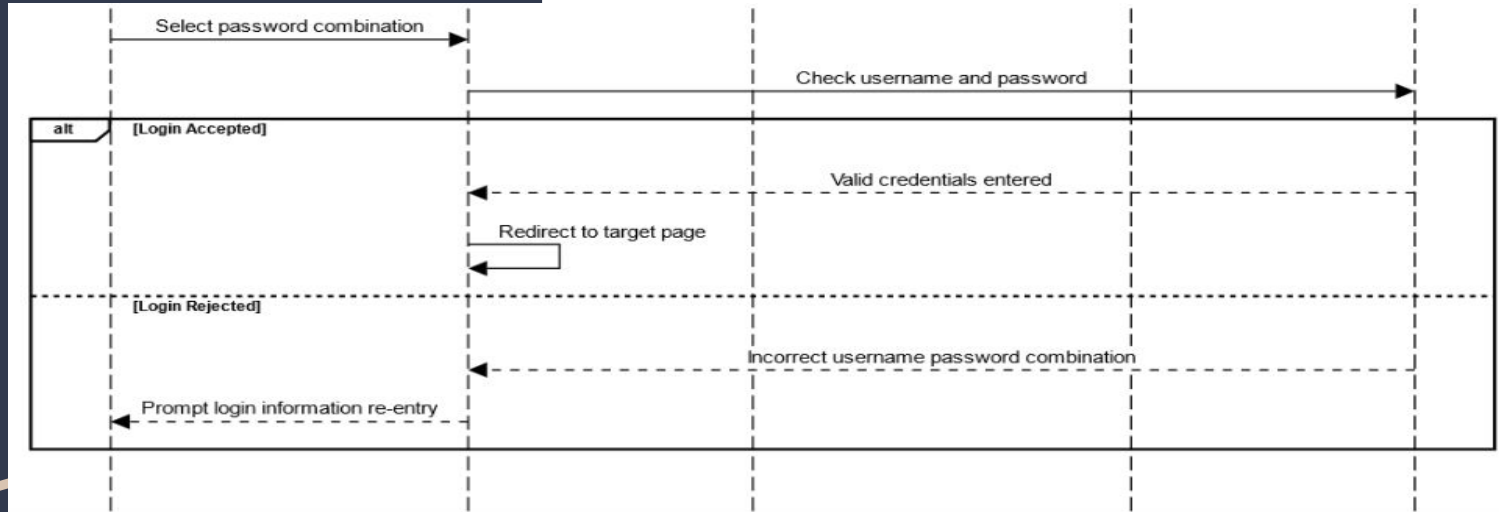 Select password combination
Check username and password
alt [Login Accepted]
Valid credentials entered
Redirect to target page
[Login Rejected]
Incorrect username password combination
Prompt login information re-entry